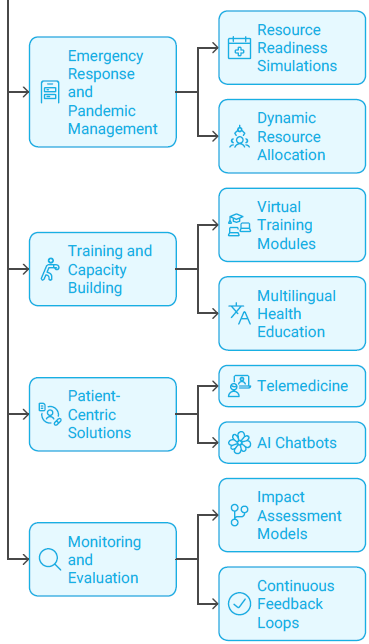 Emergency
Response
and
Pandemic
Management
Resource
Readiness
Simulations
Dynamic
Resource
Allocation
Training and
Capacity
Building
Virtual
Training
Modules
Multilingual
Health
Education
Patient-
Centric
Solutions
Telemedicine
AI Chatbots
Monitoring
and
Evaluation
Impact
Assessment
Models
Continuous
Feedback
Loops